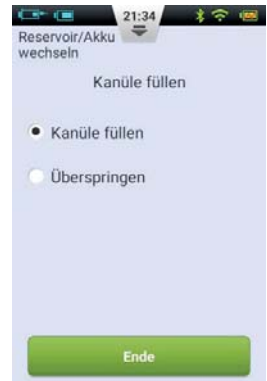 21:34
Reservoir/Akku
wechseln
Kanüle füllen
Kanüle füllen
Überspringen
Ende